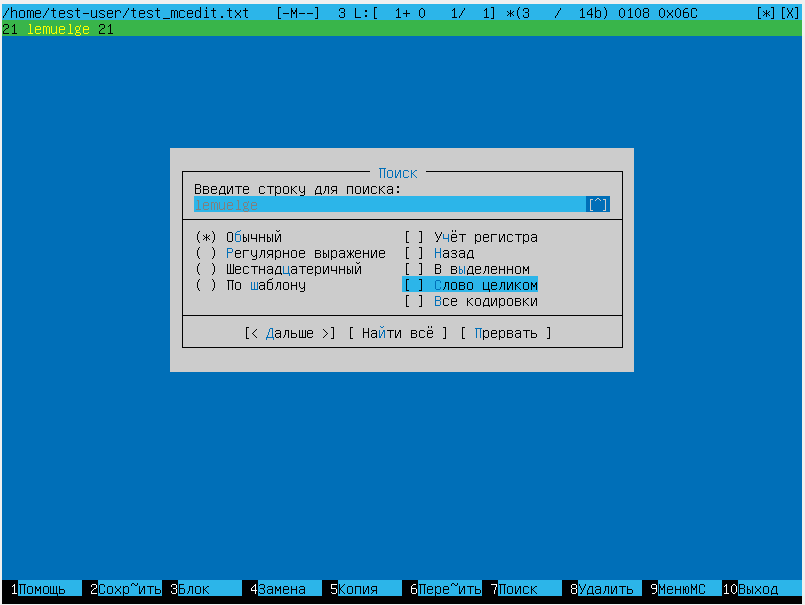 /home/test-user/test_mcedit.txt [-M--] 3 L:[ 1+ 0 1/ 1] *(3 / 14b) 0108 0x06C [*][X]
21 lemuelge 21
Поиск
Введите строку для поиска:
lemuelge [^]
(*) Обычный [ ] Учёт регистра
( ) Регулярное выражение [ ] Назад
( ) Шестнадцатеричный [ ] В выделенном
( ) По шаблону [ ] Слово целиком
[ ] Все кодировки
[< Дальше >] [ Найти всё ] [ Прервать ]
1Помощь 2Сохр~ить 3Блок 4Замена 5Копия 6Пере~ить 7Поиск 8Удалить 9МенюMC 10Выход